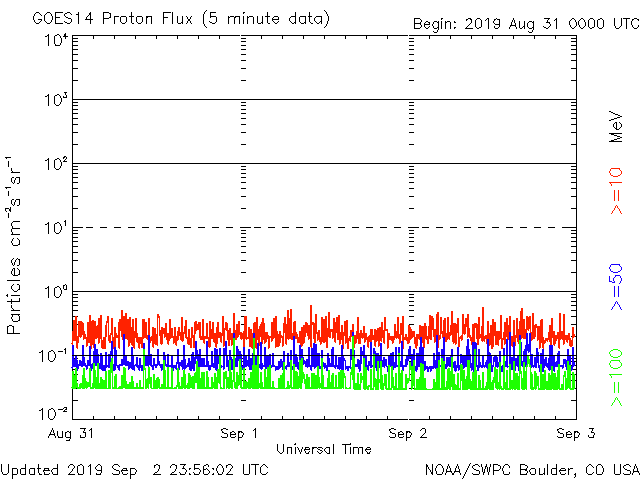 GOES14 Proton Flux (5 minute data)
Begin: 2019 Aug 31 0000 UTC
Particles cm⁻²s⁻¹sr⁻¹
10⁴
10³
10²
10¹
10⁰
10⁻¹
10⁻²
MeV
>=10
>=50
>=100
Aug 31
Sep 1
Sep 2
Sep 3
Universal Time
Updated 2019 Sep 2 23:56:02 UTC
NOAA/SWPC Boulder, CO USA